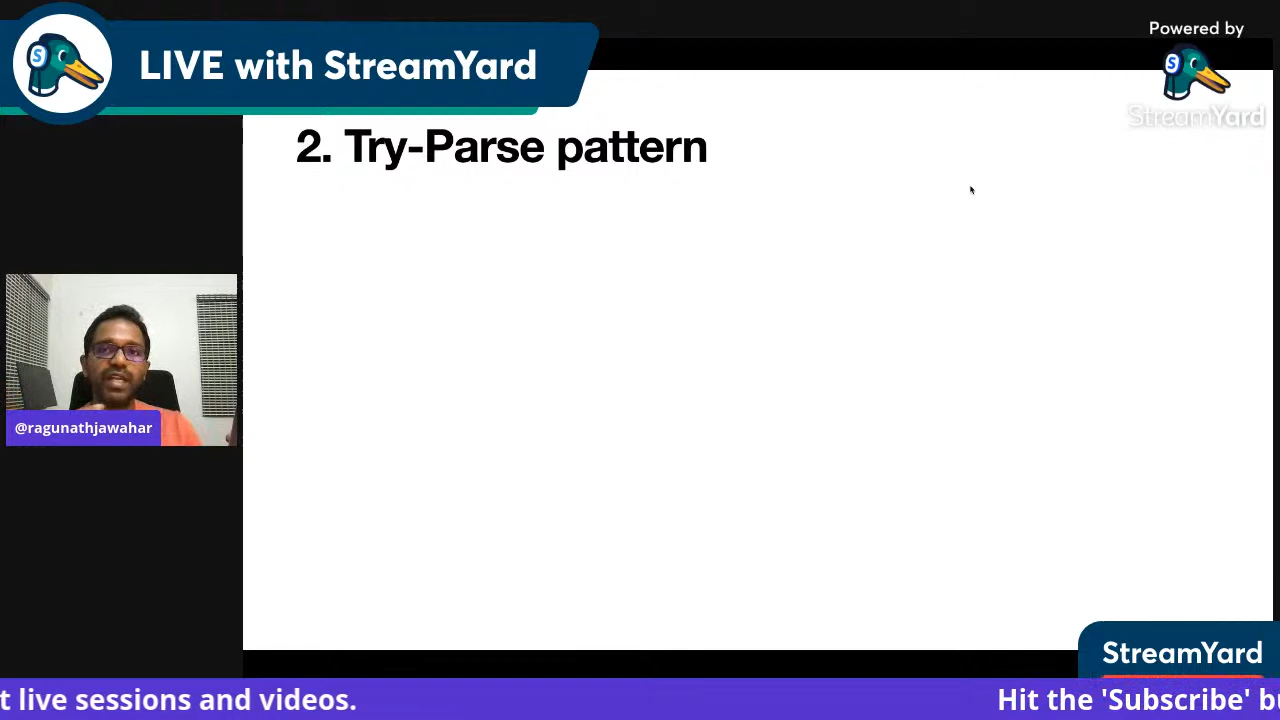 LIVE with StreamYard
Powered by
S
StreamYard
2. Try-Parse pattern
@ragunathjawahar
StreamYard
t live sessions and videos.
Hit the 'Subscribe' bu